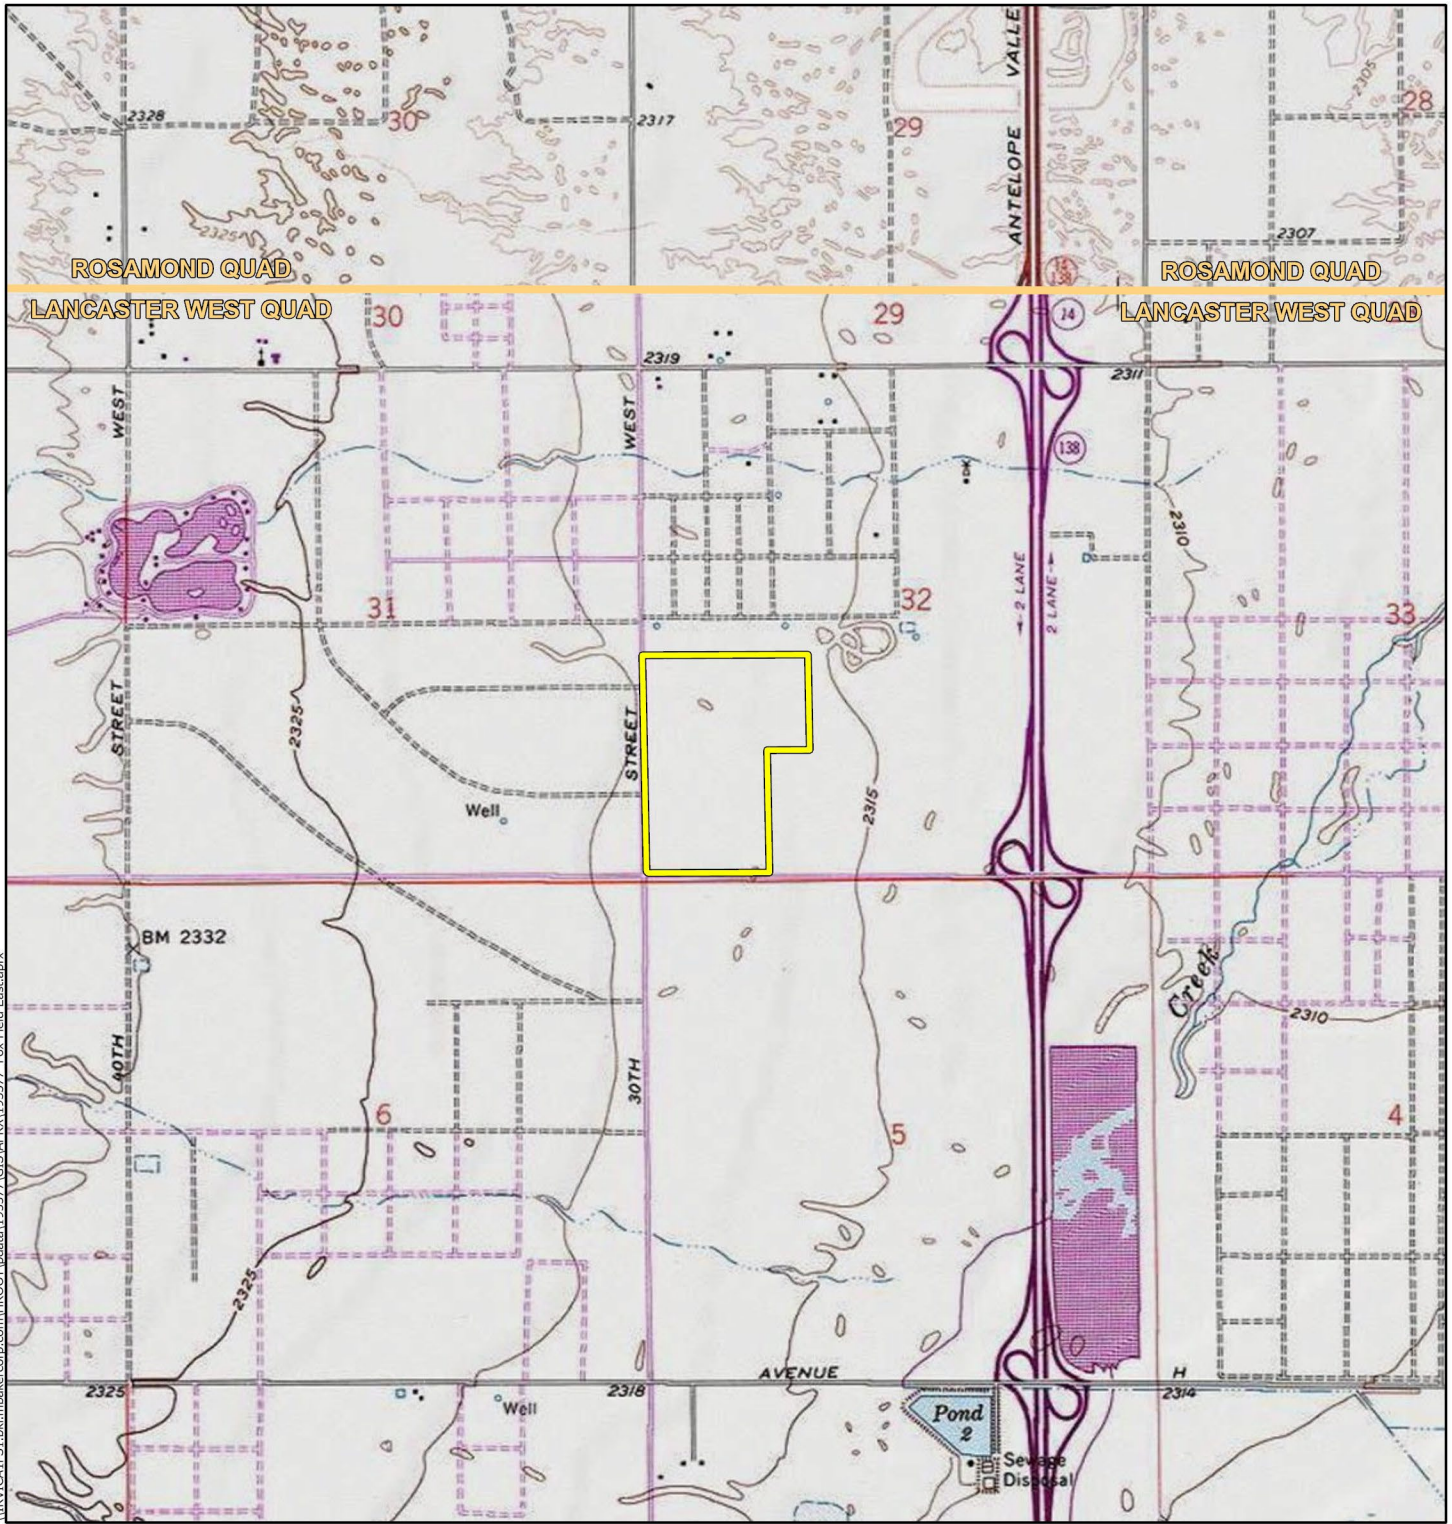 ANTELOPE VALLE
2305
28
2328
30
2317
29
2325
2307
ROSAMOND QUAD
ROSAMOND QUAD
LANCASTER WEST QUAD
LANCASTER WEST QUAD
30
29
14
2319
2311
WEST
WEST
138
2310
2 LANE
2 LANE
31
32
33
STREET
2325
STREET
2315
Well
BM 2332
Creek
2310
40TH
30TH
6
5
4
2325
AVENUE
H
2325
2318
2314
Well
Pond
2
Sewage
Disposal